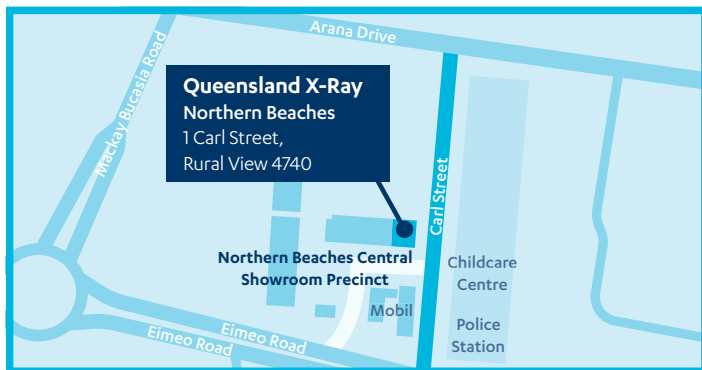 Arana Drive
Mackay Bucasia Road
Queensland X-Ray
Northern Beaches
1 Carl Street,
Rural View 4740
Carl Street
Northern Beaches Central
Showroom Precinct
Childcare
Centre
Mobil
Police
Station
Eimeo Road
Eimeo Road